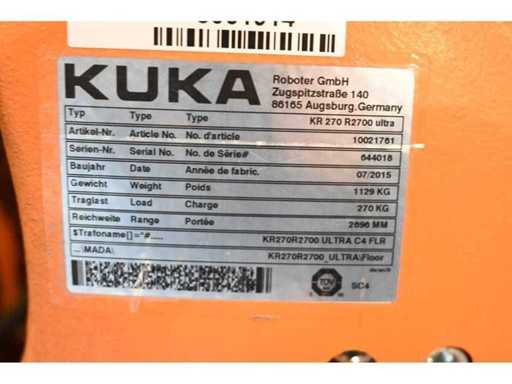 KUKA Roboter GmbH
Zugspitzstraße 140
86165 Augsburg.Germany
Typ Type Type KR 270 R2700 ultra
Artikel-Nr. Article No. No. d'article 10021761
Serien-Nr. Serial No. No. de Série# 644018
Baujahr Date Année de fabric. 07/2015
Gewicht Weight Poids 1129 KG
Traglast Load Charge 270 KG
Reichweite Range Portée 2696 MM
$Trafoname[]="#..... KR270R2700 ULTRA C4 FLR
...\MADA\ KR270R2700_ULTRA\Floor
TÜV
SC4